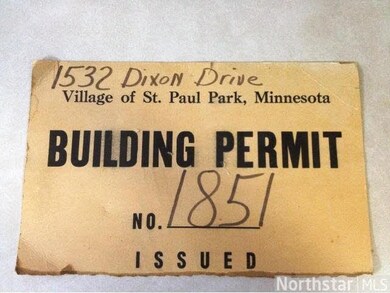 1532 Dixon Drive
Village of St. Paul Park, Minnesota
BUILDING PERMIT
NO. 1851
ISSUED
Northstar | MLS